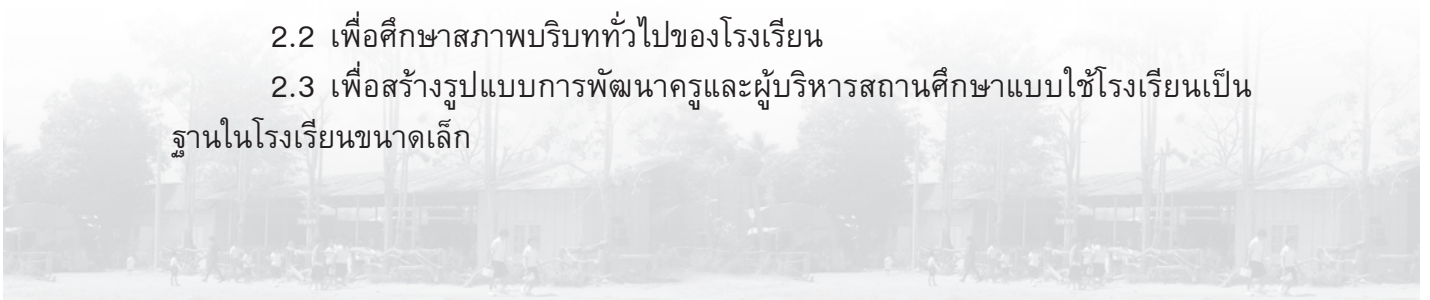 2.2 เพื่อศึกษาสภาพบริบททั่วไปของโรงเรียน
2.3 เพื่อสร้างรูปแบบการพัฒนาครูและผู้บริหารสถานศึกษาแบบใช้โรงเรียนเป็น
ฐานในโรงเรียนขนาดเล็ก